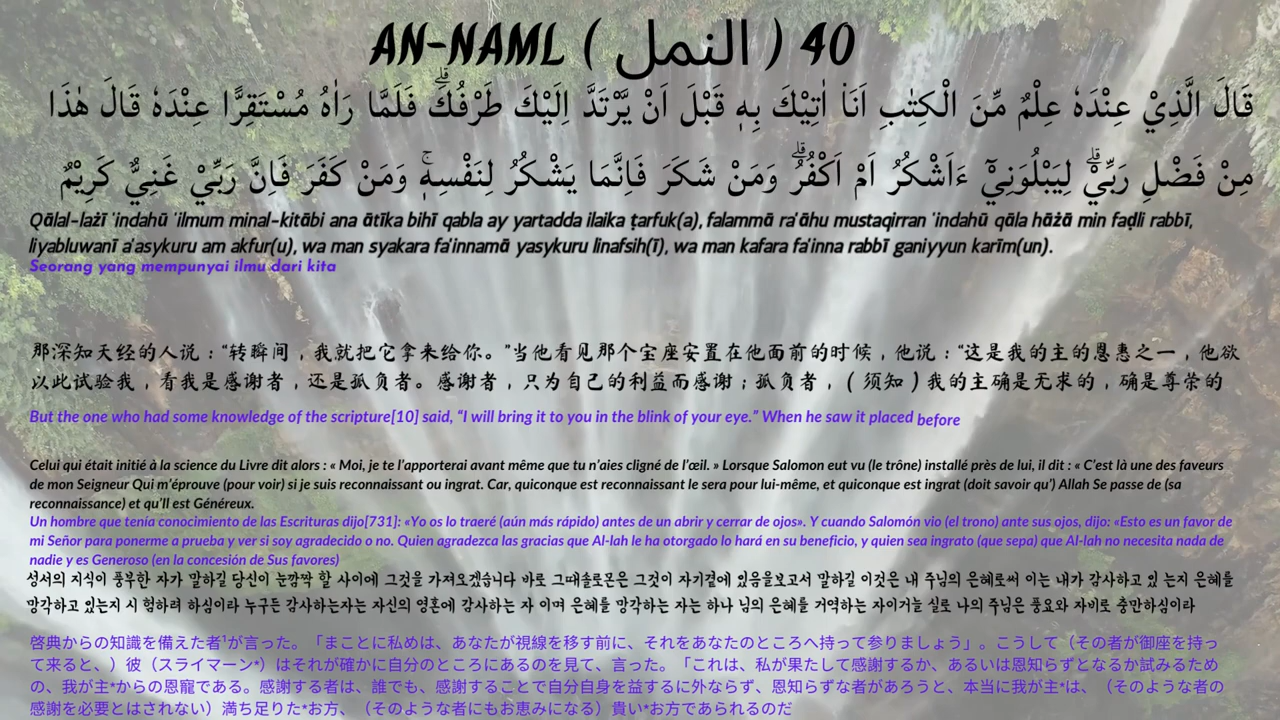 AN-NAML ( النمل ) 40
قَالَ الَّذِيْ عِنْدَهٗ عِلْمٌ مِّنَ الْكِتٰبِ اَنَا۠ اٰتِيْكَ بِهٖ قَبْلَ اَنْ يَّرْتَدَّ اِلَيْكَ طَرْفُكَۗ فَلَمَّا رَاٰهُ مُسْتَقِرًّا عِنْدَهٗ قَالَ هٰذَا
مِنْ فَضْلِ رَبِّيْۗ لِيَبْلُوَنِيْٓ ءَاَشْكُرُ اَمْ اَكْفُرُۗ وَمَنْ شَكَرَ فَاِنَّمَا يَشْكُرُ لِنَفْسِهٖۚ وَمَنْ كَفَرَ فَاِنَّ رَبِّيْ غَنِيٌّ كَرِيْمٌ
Qālal-lażī ‘indahū ‘ilmum minal-kitābi ana ātīka bihī qabla ay yartadda ilaika ṭarfuk(a), falammā ra'āhu mustaqirran ‘indahū qāla hāżā min faḍli rabbī,
liyabluwanī a'asykuru am akfur(u), wa man syakara fa'innamā yasykuru linafsih(ī), wa man kafara fa'inna rabbī ganiyyun karīm(un).
Seorang yang mempunyai ilmu dari kita
那深知天经的人说：“转瞬间，我就把它拿来给你。”当他看见那个宝座安置在他面前的时候，他说：“这是我的主的恩惠之一，他欲
以此试验我，看我是感谢者，还是孤负者。感谢者，只为自己的利益而感谢；孤负者，（须知）我的主确是无求的，确是尊荣的
But the one who had some knowledge of the scripture[10] said, “I will bring it to you in the blink of your eye.” When he saw it placed before
Celui qui était initié à la science du Livre dit alors : « Moi, je te l’apporterai avant même que tu n’aies cligné de l’œil. » Lorsque Salomon eut vu (le trône) installé près de lui, il dit : « C’est là une des faveurs
de mon Seigneur Qui m’éprouve (pour voir) si je suis reconnaissant ou ingrat. Car, quiconque est reconnaissant le sera pour lui-même, et quiconque est ingrat (doit savoir qu’) Allah Se passe de (sa
reconnaissance) et qu’Il est Généreux.
Un hombre que tenía conocimiento de las Escrituras dijo[731]: «Yo os lo traeré (aún más rápido) antes de un abrir y cerrar de ojos». Y cuando Salomón vio (el trono) ante sus ojos, dijo: «Esto es un favor de
mi Señor para ponerme a prueba y ver si soy agradecido o no. Quien agradezca las gracias que Al-lah le ha otorgado lo hará en su beneficio, y quien sea ingrato (que sepa) que Al-lah no necesita nada de
nadie y es Generoso (en la concesión de Sus favores)
성서의 지식이 풍부한 자가 말하길 당신이 눈깜짝 할 사이에 그것을 가져오겠습니다 바로 그때솔로몬은 그것이 자기곁에 있음을보고서 말하길 이것은 내 주님의 은혜로써 이는 내가 감사하고 있 는지 은혜를
망각하고 있는지 시 험하려 하심이라 누구든 감사하는자는 자신의 영혼에 감사하는 자 이며 은혜를 망각하는 자는 하나 님의 은혜를 거역하는 자이거늘 실로 나의 주님은 풍요와 자비로 충만하심이라
啓典からの知識を備えた者¹が言った。「まことに私めは、あなたが視線を移す前に、それをあなたのところへ持って参りましょう」。こうして（その者が御座を持っ
て来ると、）彼（スライマーン*）はそれが確かに自分のところにあるのを見て、言った。「これは、私が果たして感謝するか、あるいは恩知らずとなるか試みるため
の、我が主*からの恩寵である。感謝する者は、誰でも、感謝することで自分自身を益するに外ならず、恩知らずな者があろうと、本当に我が主*は、（そのような者の
感謝を必要とはされない）満ち足りた*お方、（そのような者にもお恵みになる）貴い*お方であられるのだ